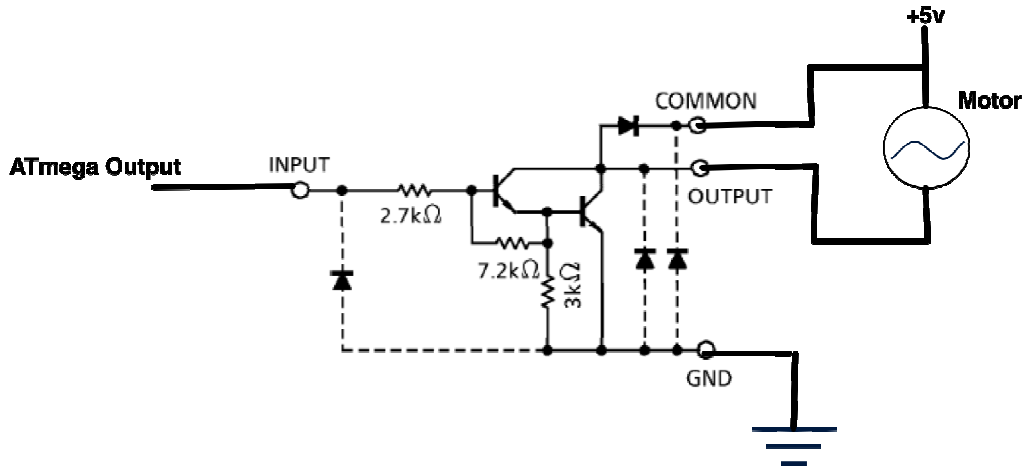 +5v
COMMON
Motor
ATmega Output
INPUT
OUTPUT
2.7kΩ
7.2kΩ
3kΩ
GND